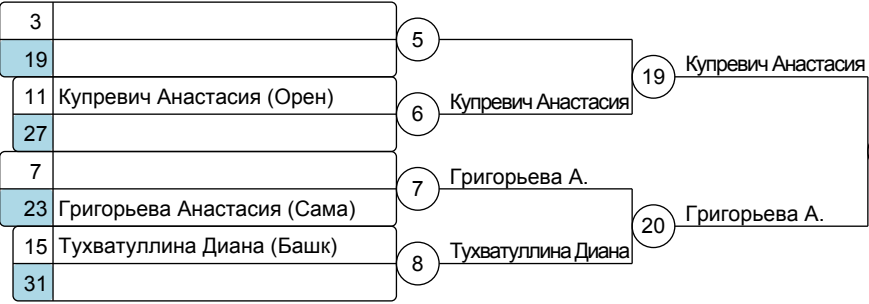 3
19
5
11 Купревич Анастасия (Орен)
27
6
Купревич Анастасия
19
Купревич Анастасия
7
23 Григорьева Анастасия (Сама)
7
Григорьева А.
15 Тухватуллина Диана (Башк)
31
8
Тухватуллина Диана
20
Григорьева А.